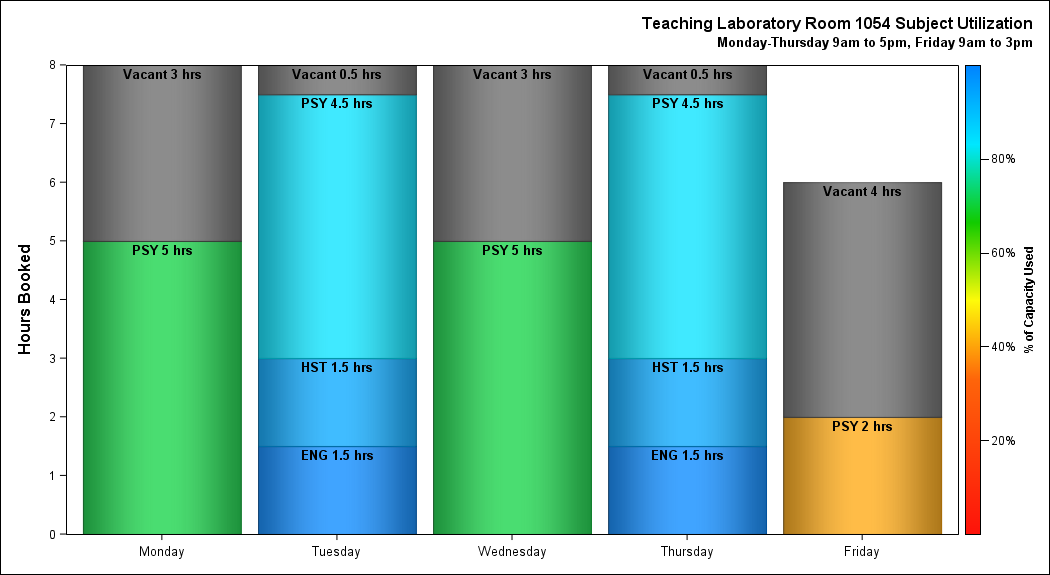 Teaching Laboratory Room 1054 Subject Utilization
Monday-Thursday 9am to 5pm, Friday 9am to 3pm
Hours Booked
8
7
6
5
4
3
2
1
0
Vacant 3 hrs
PSY 5 hrs
Vacant 0.5 hrs
PSY 4.5 hrs
HST 1.5 hrs
ENG 1.5 hrs
Vacant 3 hrs
PSY 5 hrs
Vacant 0.5 hrs
PSY 4.5 hrs
HST 1.5 hrs
ENG 1.5 hrs
Vacant 4 hrs
PSY 2 hrs
Monday
Tuesday
Wednesday
Thursday
Friday
80%
60%
40%
20%
% of Capacity Used